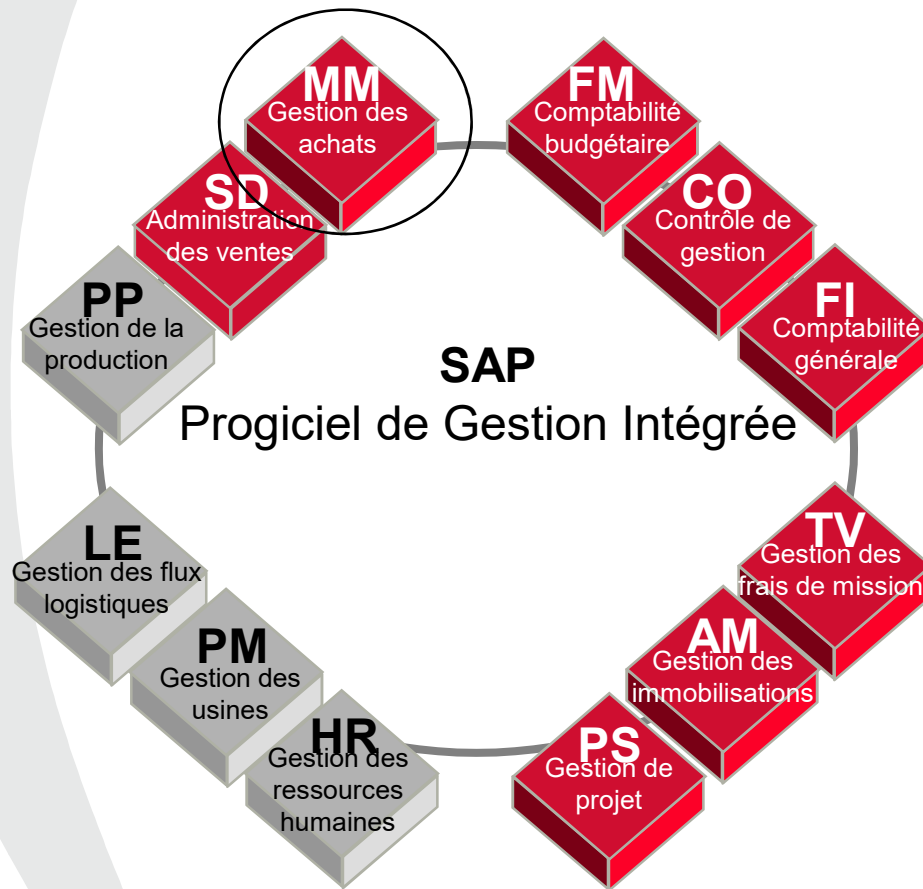 MM
Gestion des
achats
FM
Comptabilité
budgétaire
SD
Administration
des ventes
CO
Contrôle de
gestion
PP
Gestion de la
production
FI
Comptabilité
générale
SAP
Progiciel de Gestion Intégrée
LE
Gestion des flux
logistiques
TV
Gestion des
frais de mission
PM
Gestion des
usines
AM
Gestion des
immobilisations
HR
Gestion des
ressources
humaines
PS
Gestion de
projet